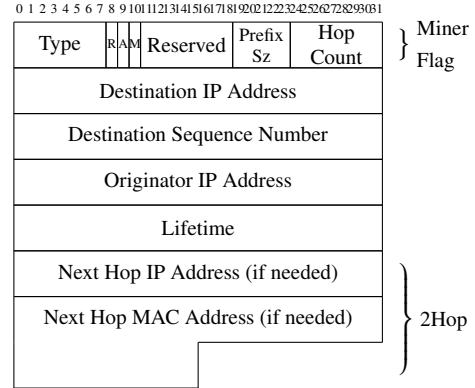 0 1 2 3 4 5 6 7 8 9 10 11 12 13 14 15 16 17 18 19 20 21 22 23 24 25 26 27 28 29 30 31
Type R A M Reserved Prefix Sz Hop Count
Miner Flag
Destination IP Address
Destination Sequence Number
Originator IP Address
Lifetime
Next Hop IP Address (if needed)
Next Hop MAC Address (if needed)
2Hop